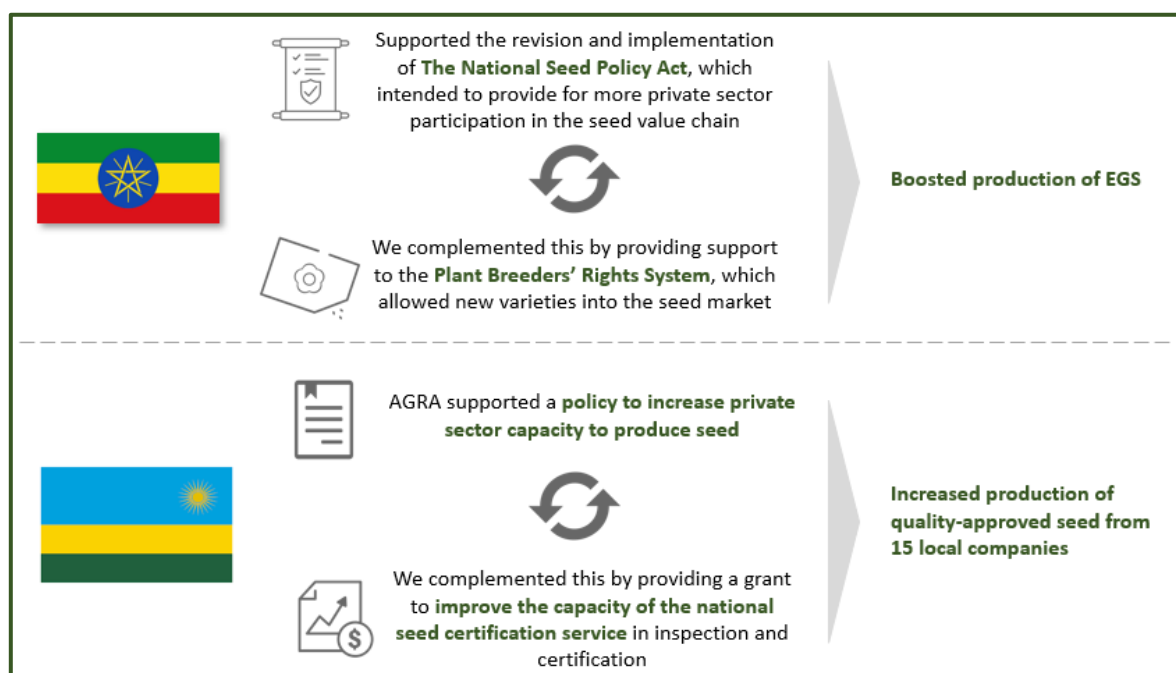 Supported the revision and implementation
of The National Seed Policy Act, which
intended to provide for more private sector
participation in the seed value chain
Boosted production of EGS
We complemented this by providing support
to the Plant Breeders’ Rights System, which
allowed new varieties into the seed market
AGRA supported a policy to increase private
sector capacity to produce seed
Increased production of
quality-approved seed from
15 local companies
We complemented this by providing a grant
to improve the capacity of the national
seed certification service in inspection and
certification
$